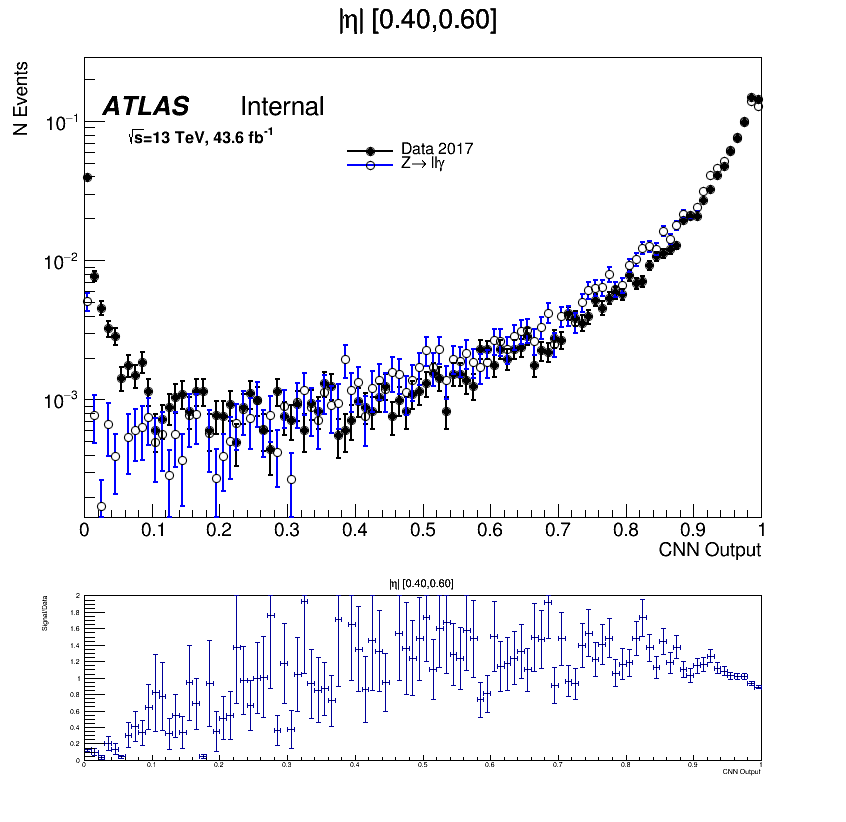 |η| [0.40,0.60]
N Events
ATLAS Internal
√s=13 TeV, 43.6 fb⁻¹
Data 2017
Z→ llγ
10⁻¹
10⁻²
10⁻³
0 0.1 0.2 0.3 0.4 0.5 0.6 0.7 0.8 0.9 1
CNN Output
|η| [0.40,0.60]
Signal/Data
2
1.8
1.6
1.4
1.2
1
0.8
0.6
0.4
0.2
0
0 0.1 0.2 0.3 0.4 0.5 0.6 0.7 0.8 0.9 1
CNN Output